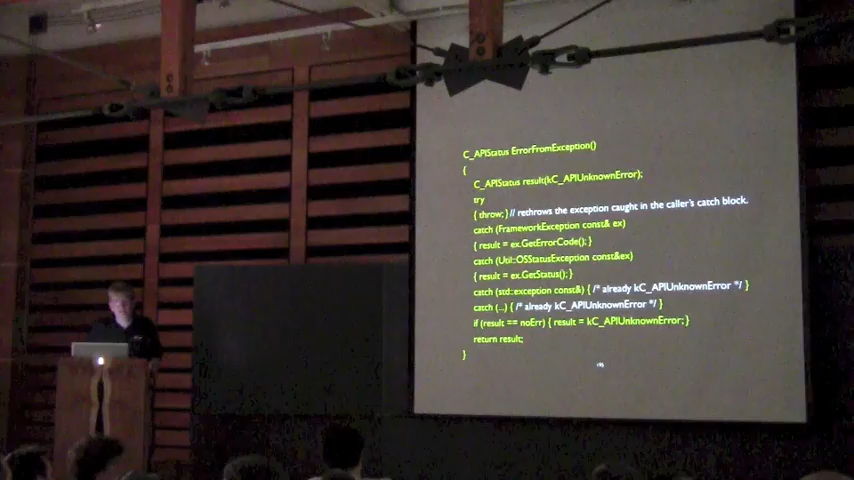 C_APIStatus ErrorFromException()
{
C_APIStatus result(kC_APIUnknownError);
try
{ throw; } // rethrows the exception caught in the caller's catch block.
catch (FrameworkException const& ex)
{ result = ex.GetErrorCode(); }
catch (Util::OSStatusException const&ex)
{ result = ex.GetStatus(); }
catch (std::exception const&) { /* already kC_APIUnknownError */ }
catch (...) { /* already kC_APIUnknownError */ }
if (result == noErr) { result = kC_APIUnknownError; }
return result;
}